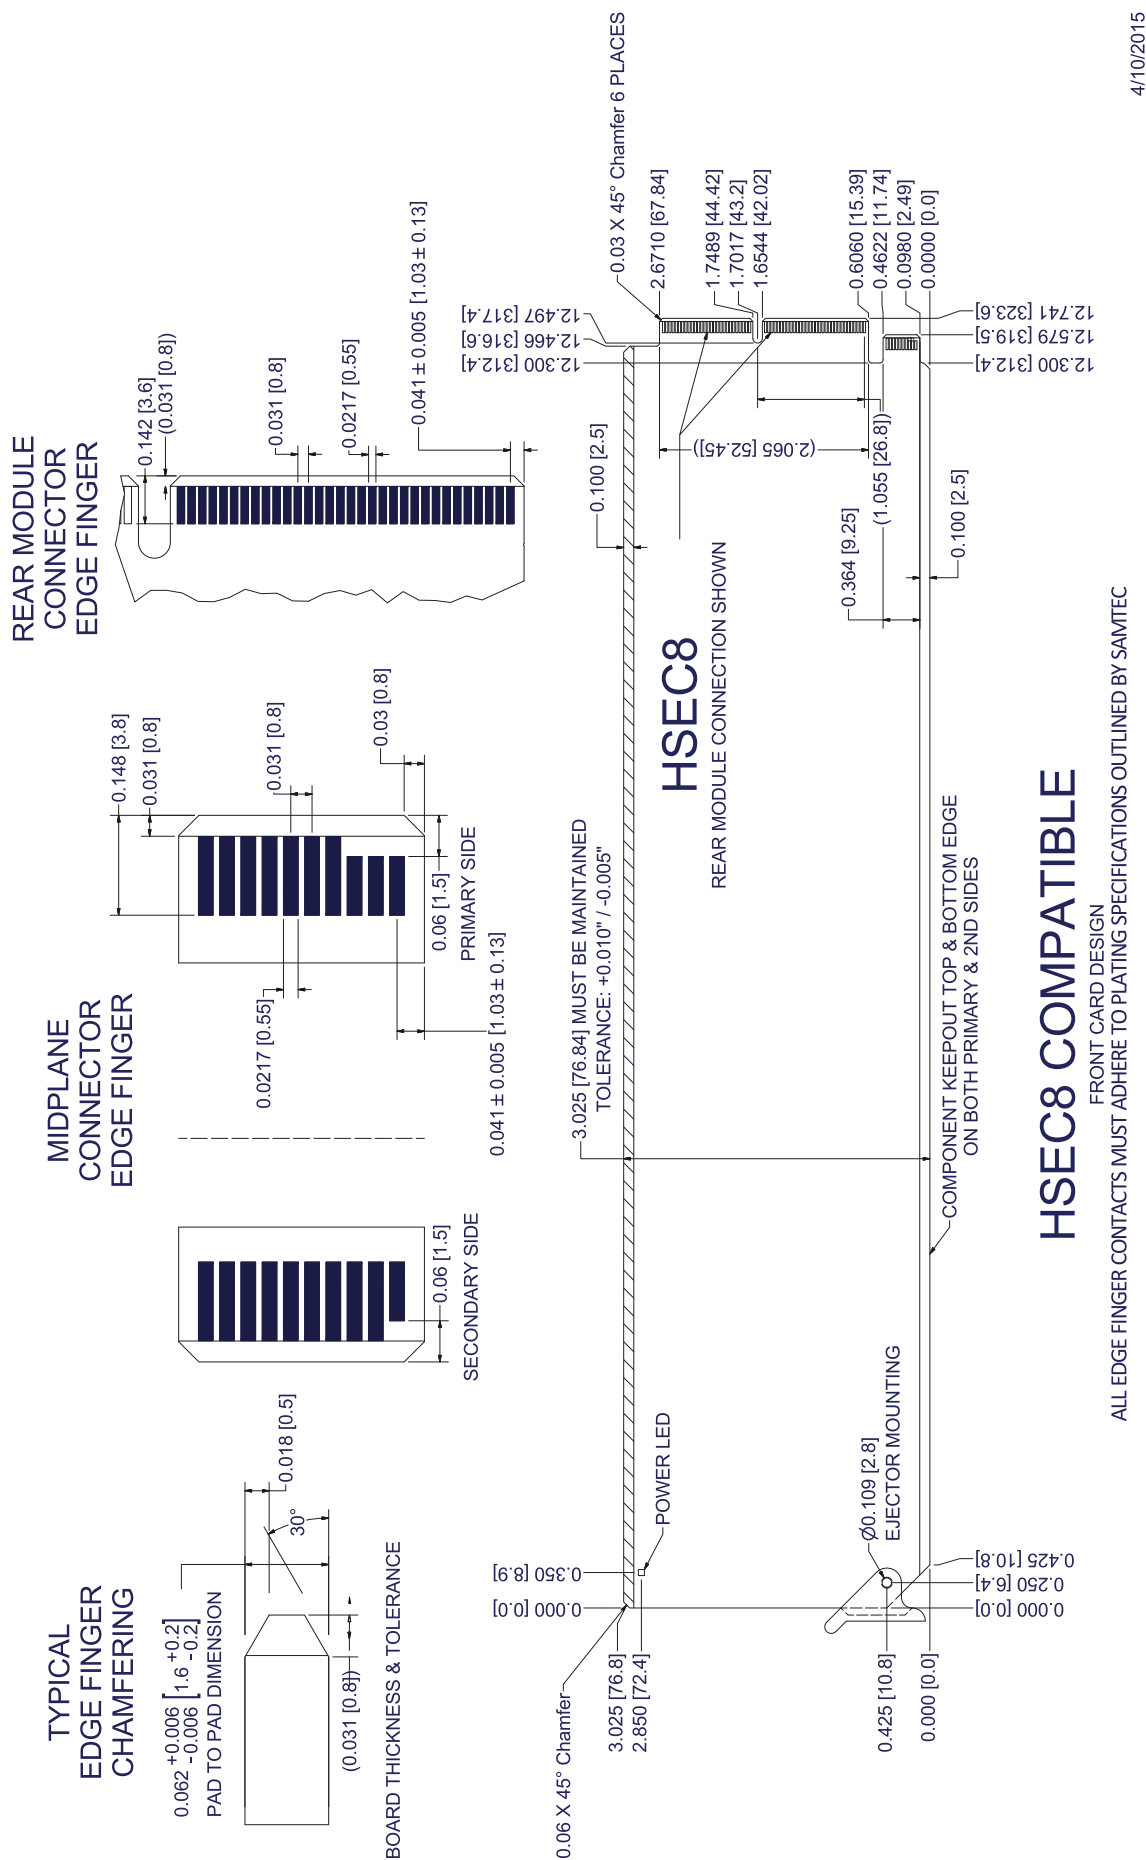 TYPICAL
EDGE FINGER
CHAMFERING
0.062 +0.006 -0.006 [1.6 +0.2 -0.2]
PAD TO PAD DIMENSION
30°
0.018 [0.5]
(0.031 [0.8])
BOARD THICKNESS & TOLERANCE
MIDPLANE
CONNECTOR
EDGE FINGER
0.06 [1.5]
SECONDARY SIDE
0.148 [3.8]
0.031 [0.8]
0.0217 [0.55]
0.031 [0.8]
0.03 [0.8]
0.06 [1.5]
PRIMARY SIDE
0.041 ± 0.005 [1.03 ± 0.13]
REAR MODULE
CONNECTOR
EDGE FINGER
0.142 [3.6]
(0.031 [0.8])
0.031 [0.8]
0.0217 [0.55]
0.041 ± 0.005 [1.03 ± 0.13]
0.06 X 45° Chamfer
0.000 [0.0]
0.350 [8.9]
3.025 [76.8]
2.850 [72.4]
POWER LED
Ø0.109 [2.8]
EJECTOR MOUNTING
0.425 [10.8]
0.000 [0.0]
0.000 [0.0]
0.250 [6.4]
0.425 [10.8]
3.025 [76.84] MUST BE MAINTAINED
TOLERANCE: +0.010" / -0.005"
COMPONENT KEEPOUT TOP & BOTTOM EDGE
ON BOTH PRIMARY & 2ND SIDES
HSEC8
REAR MODULE CONNECTION SHOWN
0.100 [2.5]
(2.065 [52.45])
(1.055 [26.8])
0.364 [9.25]
0.100 [2.5]
12.497 [317.4]
12.466 [316.6]
12.300 [312.4]
0.03 X 45° Chamfer 6 PLACES
2.6710 [67.84]
1.7489 [44.42]
1.7017 [43.2]
1.6544 [42.02]
0.6060 [15.39]
0.4622 [11.74]
0.0980 [2.49]
0.0000 [0.0]
12.741 [323.6]
12.579 [319.5]
12.300 [312.4]
HSEC8 COMPATIBLE
FRONT CARD DESIGN
ALL EDGE FINGER CONTACTS MUST ADHERE TO PLATING SPECIFICATIONS OUTLINED BY SAMTEC
4/10/2015